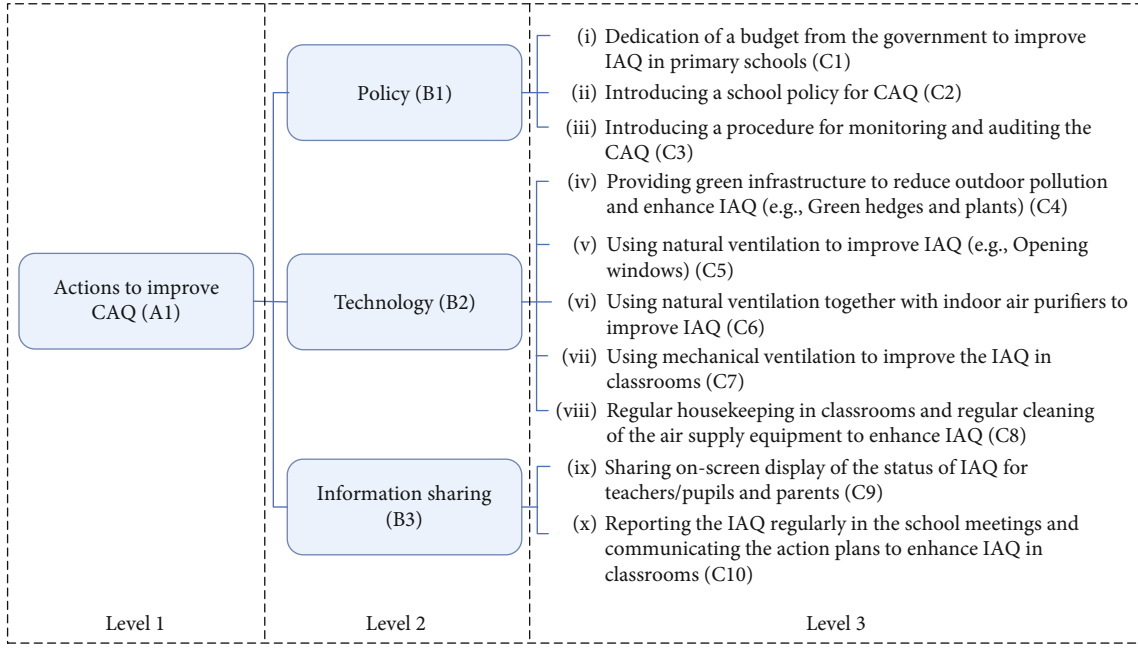 Actions to improve
CAQ (A1)
Level 1
Policy (B1)
Technology (B2)
Information sharing
(B3)
Level 2
(i) Dedication of a budget from the government to improve
IAQ in primary schools (C1)
(ii) Introducing a school policy for CAQ (C2)
(iii) Introducing a procedure for monitoring and auditing the
CAQ (C3)
(iv) Providing green infrastructure to reduce outdoor pollution
and enhance IAQ (e.g., Green hedges and plants) (C4)
(v) Using natural ventilation to improve IAQ (e.g., Opening
windows) (C5)
(vi) Using natural ventilation together with indoor air purifiers to
improve IAQ (C6)
(vii) Using mechanical ventilation to improve the IAQ in
classrooms (C7)
(viii) Regular housekeeping in classrooms and regular cleaning
of the air supply equipment to enhance IAQ (C8)
(ix) Sharing on-screen display of the status of IAQ for
teachers/pupils and parents (C9)
(x) Reporting the IAQ regularly in the school meetings and
communicating the action plans to enhance IAQ in
classrooms (C10)
Level 3